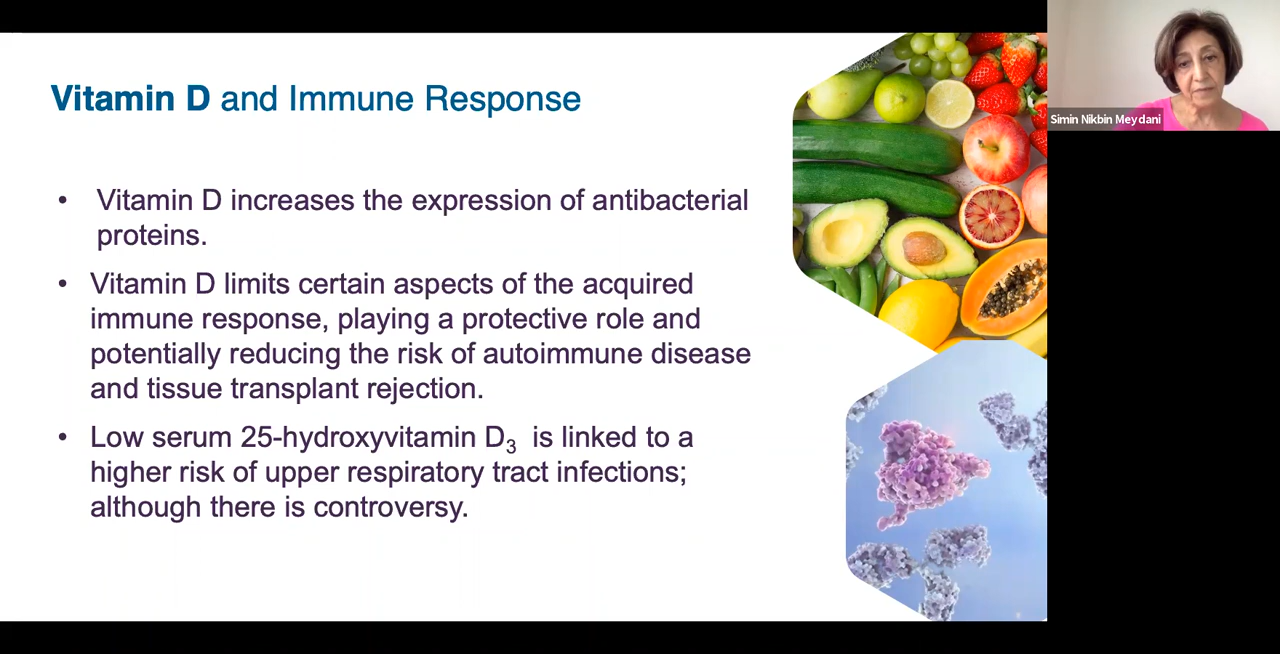 Vitamin D and Immune Response
• Vitamin D increases the expression of antibacterial
proteins.
• Vitamin D limits certain aspects of the acquired
immune response, playing a protective role and
potentially reducing the risk of autoimmune disease
and tissue transplant rejection.
• Low serum 25-hydroxyvitamin D₃ is linked to a
higher risk of upper respiratory tract infections;
although there is controversy.
Simin Nikbin Meydani